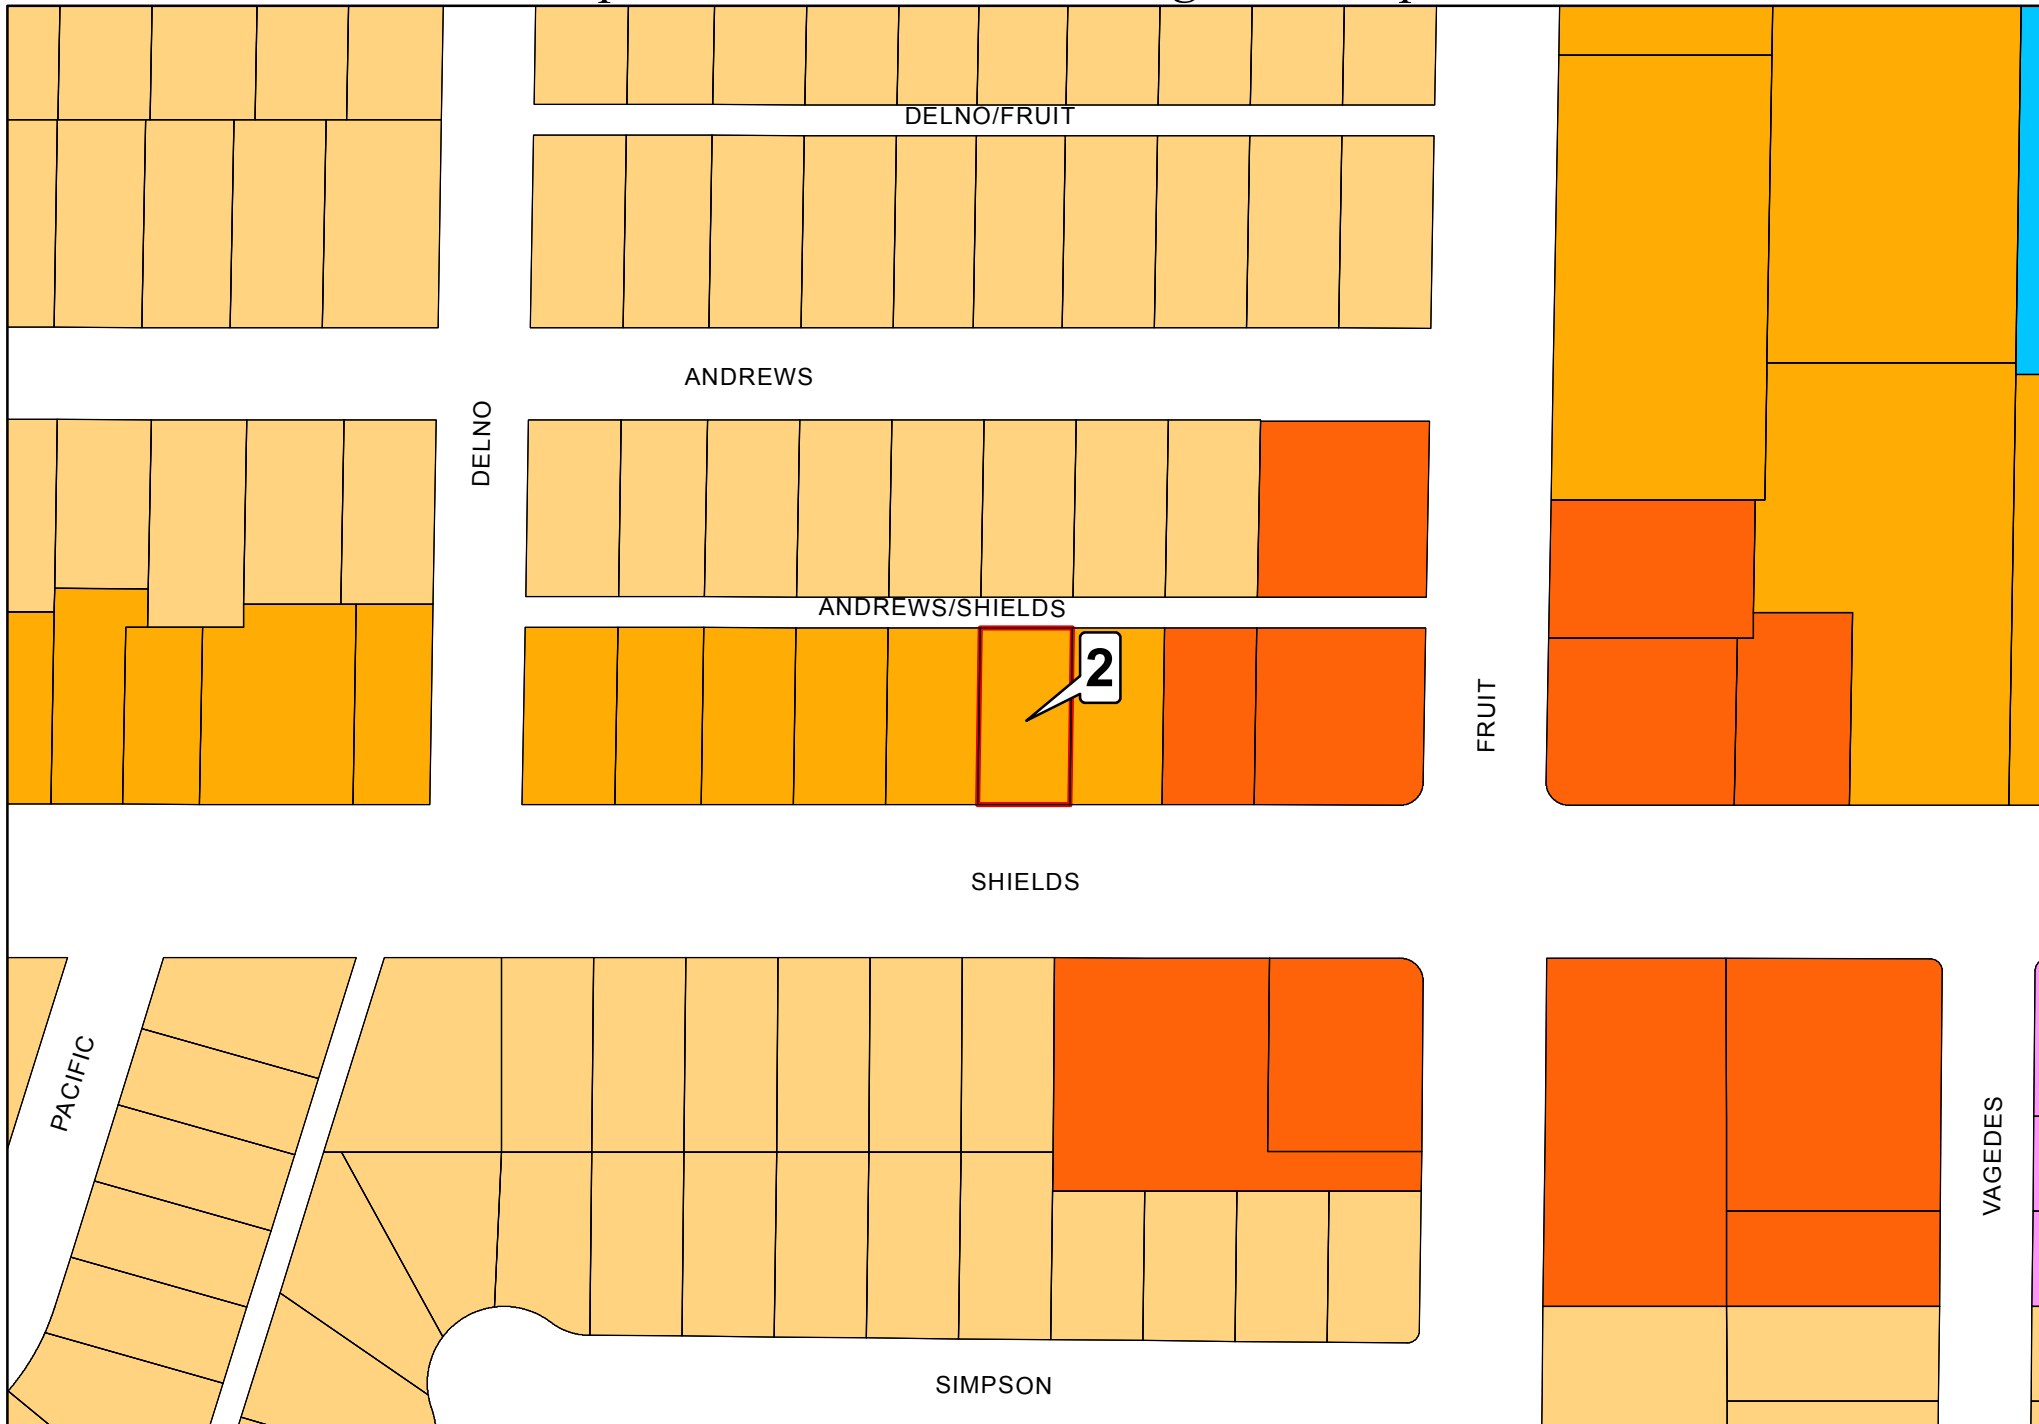 DELNO/FRUIT
ANDREWS
DELNO
ANDREWS/SHIELDS
2
FRUIT
SHIELDS
PACIFIC
VAGEDES
SIMPSON